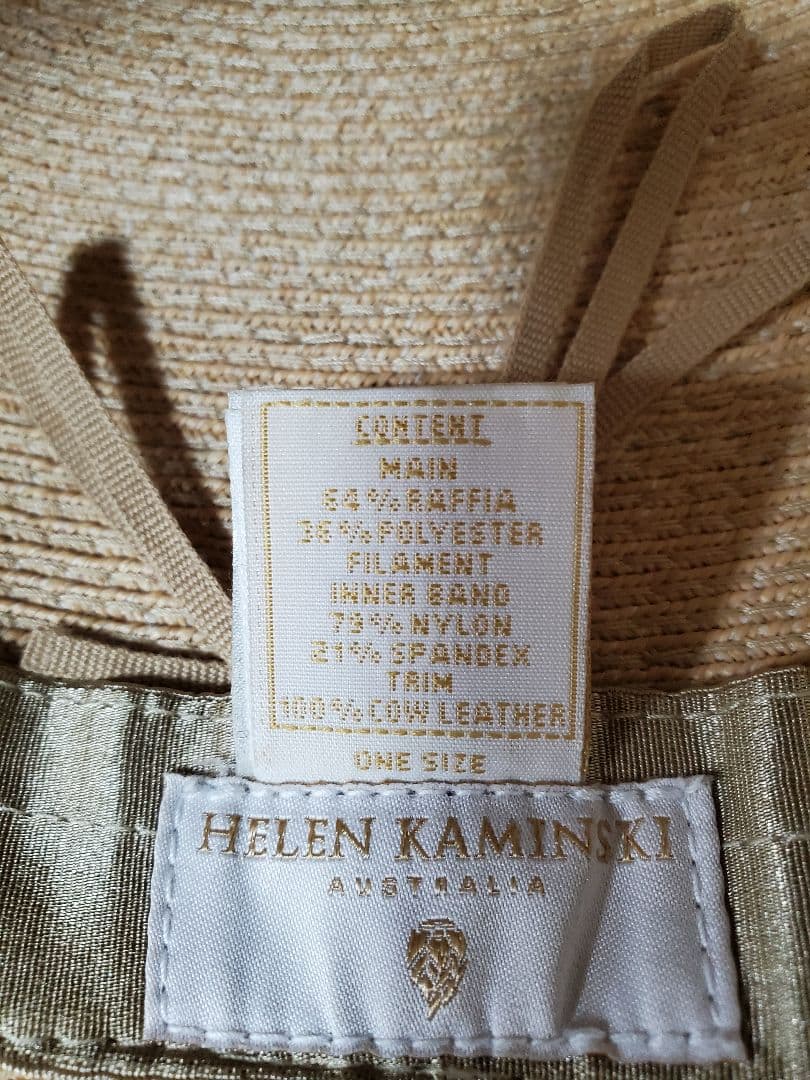 CONTENT
MAIN
64% RAFFIA
36% POLYESTER
FILAMENT
INNER BAND
79% NYLON
21% SPANDEX
TRIM
100% COW LEATHER
ONE SIZE
HELEN KAMINSKI
AUSTRALIA